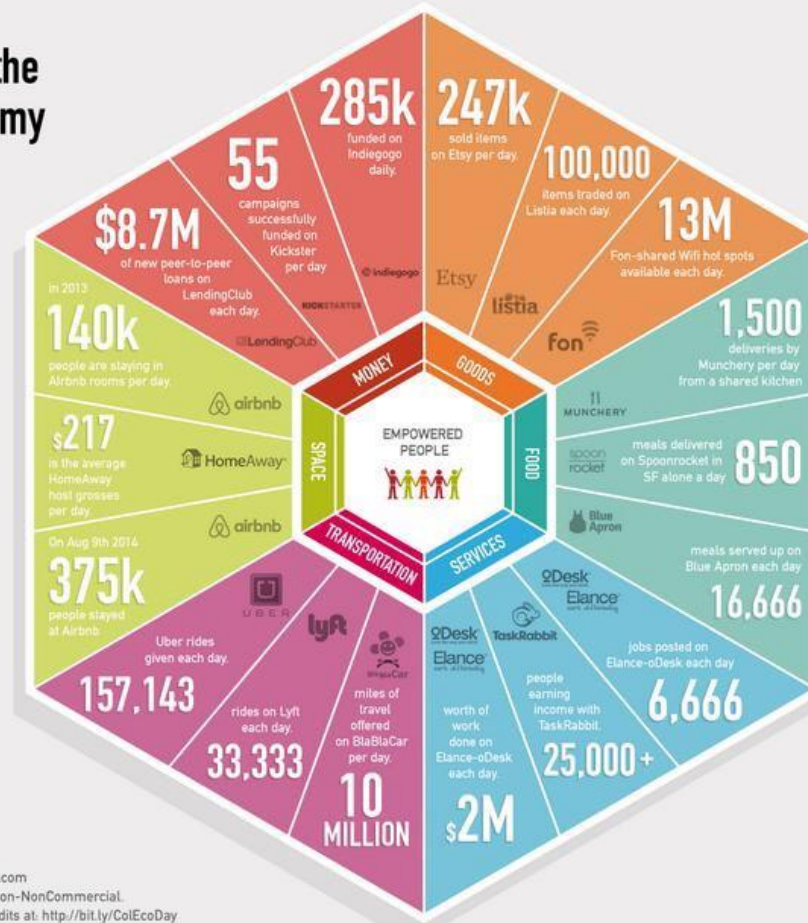 the
my
285k
funded on
Indiegogo
daily.
indiegogo
247k
sold items
on Etsy per day.
Etsy
55
campaigns
successfully
funded on
Kickster
per day
KICKSTARTER
100,000
items traded on
Listia each day.
listia
$8.7M
of new peer-to-peer
loans on
LendingClub
each day.
LendingClub
13M
Fon-shared Wifi hot spots
available each day.
fon
in 2013
140k
people are staying in
Airbnb rooms per day.
airbnb
1,500
deliveries by
Munchery per day
from a shared kitchen
MUNCHERY
MONEY
GOODS
$217
is the average
HomeAway
host grosses
per day.
HomeAway
SPACE
EMPOWERED
PEOPLE
FOOD
spoon
rocket
meals delivered
on Spoonrocket in
SF alone a day
850
On Aug 9th 2014
375k
people stayed
at Airbnb
airbnb
TRANSPORTATION
SERVICES
Blue
Apron
meals served up on
Blue Apron each day
16,666
UBER
Uber rides
given each day.
157,143
lyft
rides on Lyft
each day.
33,333
BlaBlaCar
miles of
travel
offered
on BlaBlaCar
per day.
10
MILLION
oDesk
Elance
work differently
worth of
work
done on
Elance-oDesk
each day.
$2M
TaskRabbit
people
earning
income with
TaskRabbit.
25,000+
oDesk
Elance
work differently
jobs posted on
Elance-oDesk each day
6,666
.com
on-NonCommercial.
dits at: http://bit.ly/ColEcoDay